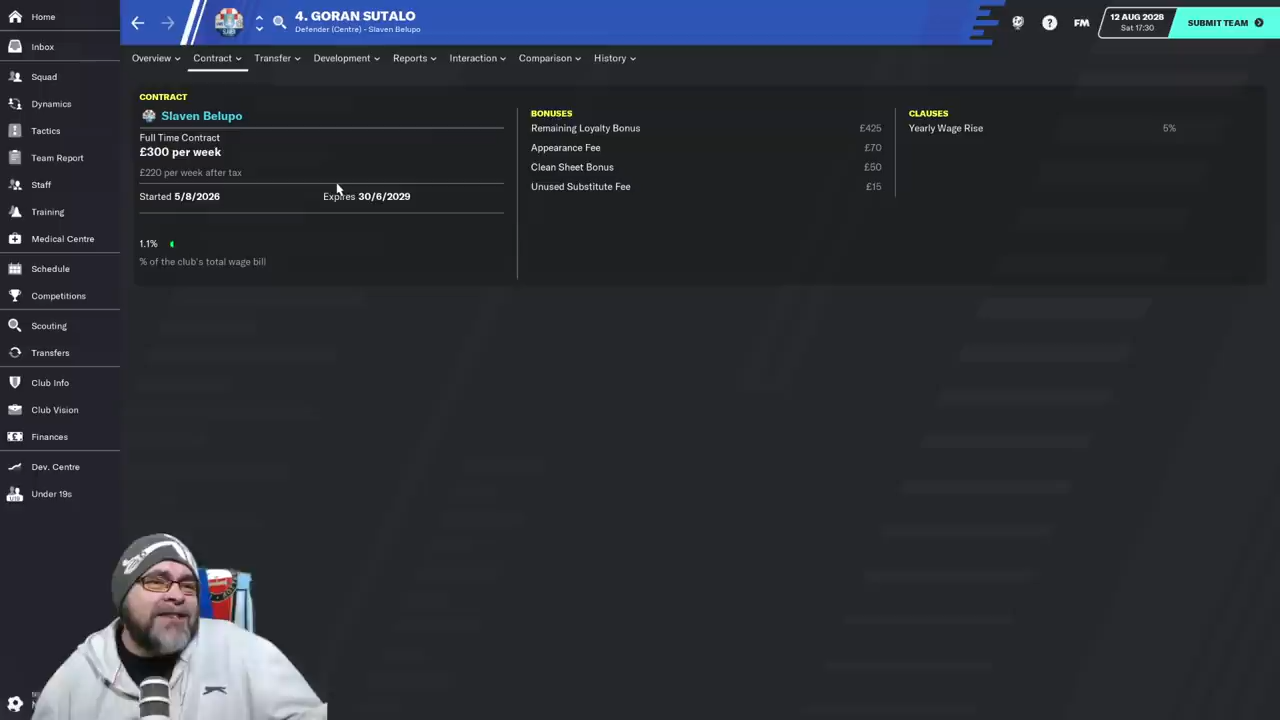 Home
Inbox
Squad
Dynamics
Tactics
Team Report
Staff
Training
Medical Centre
Schedule
Competitions
Scouting
Transfers
Club Info
Club Vision
Finances
Dev. Centre
Under 19s
4. GORAN SUTALO
Defender (Centre) - Slaven Belupo
FM
12 AUG 2028
Sat 17:30
SUBMIT TEAM
Overview
Contract
Transfer
Development
Reports
Interaction
Comparison
History
CONTRACT
Slaven Belupo
Full Time Contract
£300 per week
£220 per week after tax
Started 5/8/2026
Expires 30/6/2029
1.1%
% of the club's total wage bill
BONUSES
Remaining Loyalty Bonus £425
Appearance Fee £70
Clean Sheet Bonus £50
Unused Substitute Fee £15
CLAUSES
Yearly Wage Rise 5%